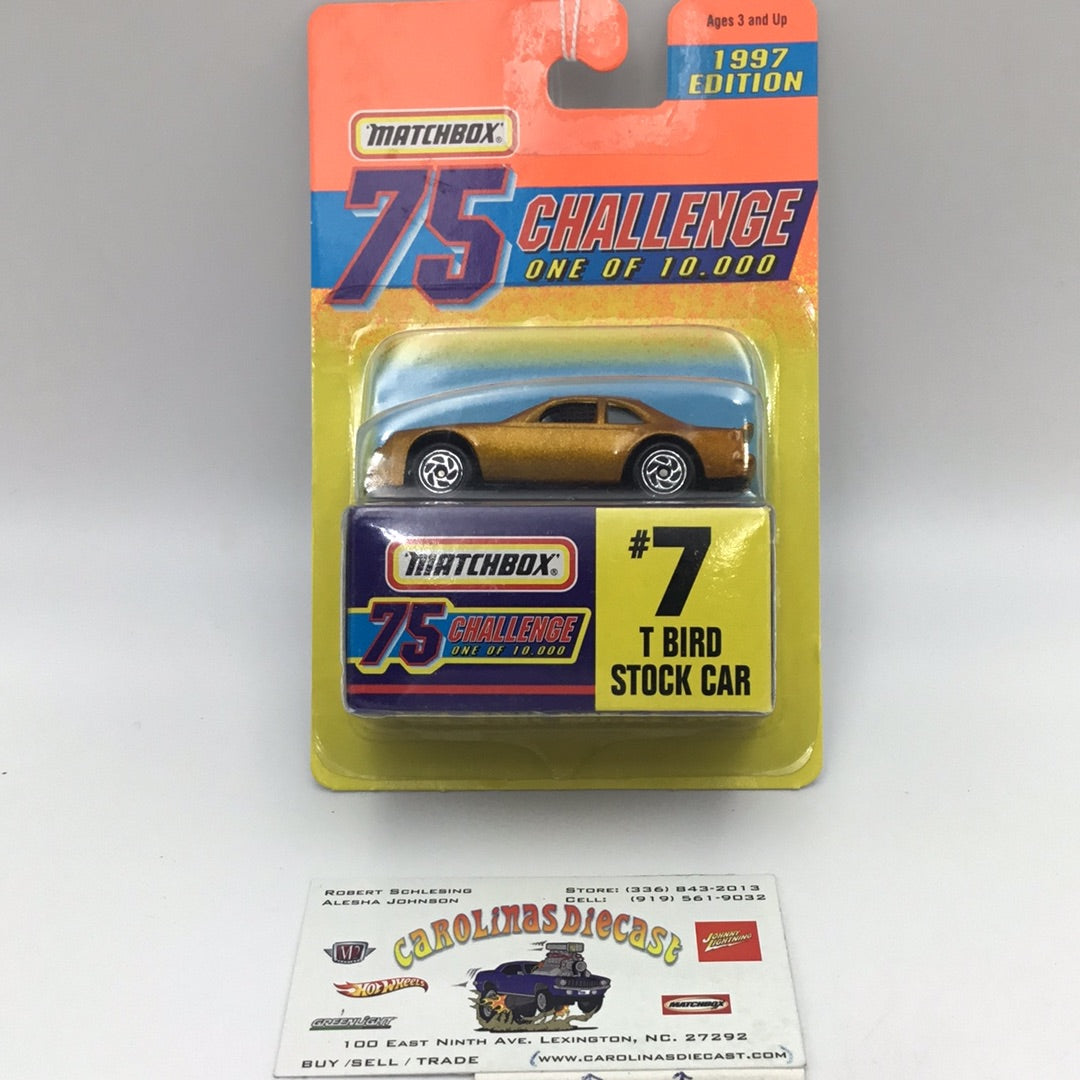 Ages 3 and Up
1997
EDITION
MATCHBOX®
75 CHALLENGE
ONE OF 10.000
MATCHBOX®
75 CHALLENGE
ONE OF 10.000
#7
T BIRD
STOCK CAR
ROBERT SCHLESING
ALESHA JOHNSON
STORE: (336) 843-2013
CELL: (919) 561-9032
CAROLINAS DIECAST
M2
JOHNNY LIGHTNING
HOT WHEELS
GREENLIGHT
MATCHBOX
100 EAST NINTH AVE. LEXINGTON, NC. 27292
BUY /SELL / TRADE
(WWW.CAROLINASDIECAST.COM)